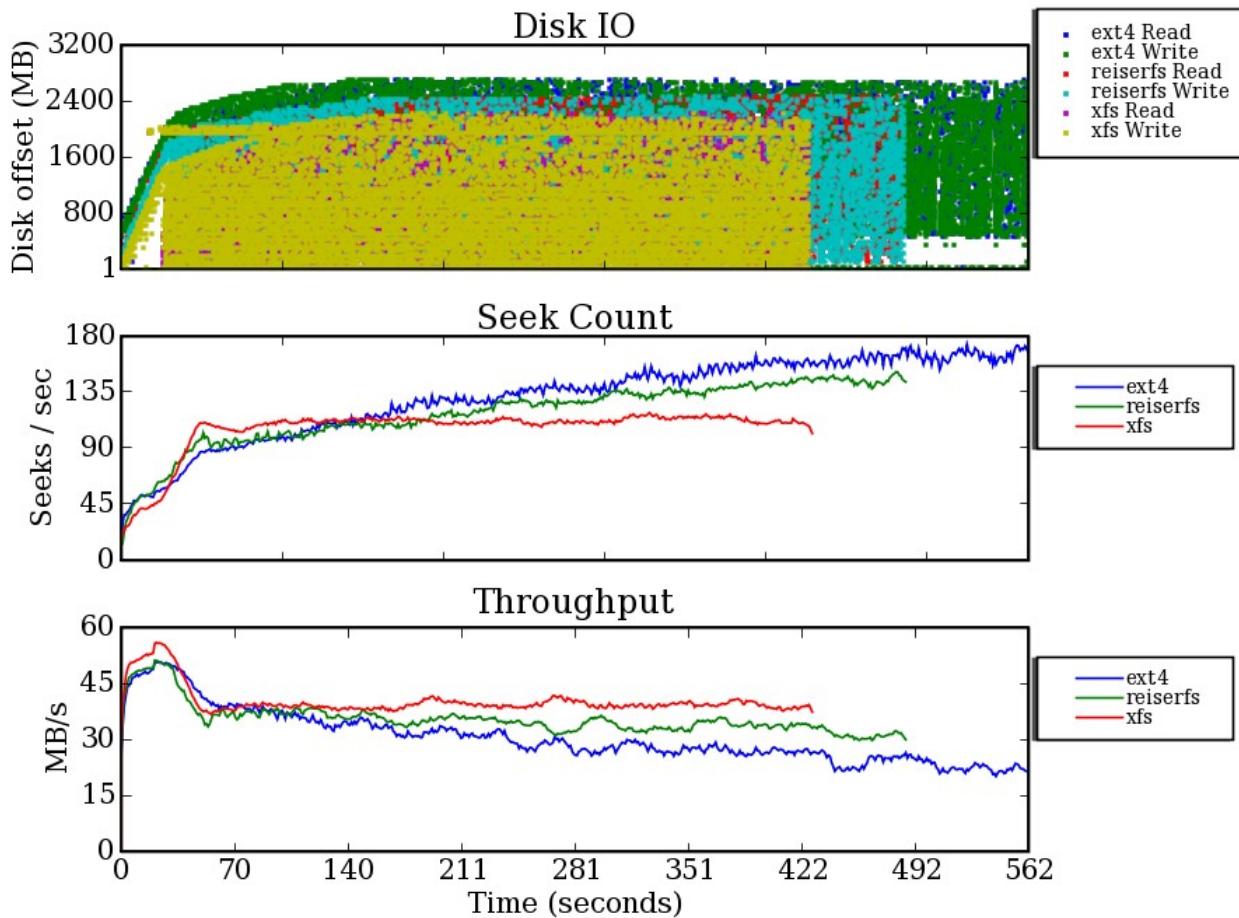 Disk IO
3200
2400
1600
800
1
Disk offset (MB)
ext4 Read
ext4 Write
reiserfs Read
reiserfs Write
xfs Read
xfs Write
Seek Count
180
135
90
45
0
Seeks / sec
ext4
reiserfs
xfs
Throughput
60
45
30
15
0
MB/s
ext4
reiserfs
xfs
0 70 140 211 281 351 422 492 562
Time (seconds)